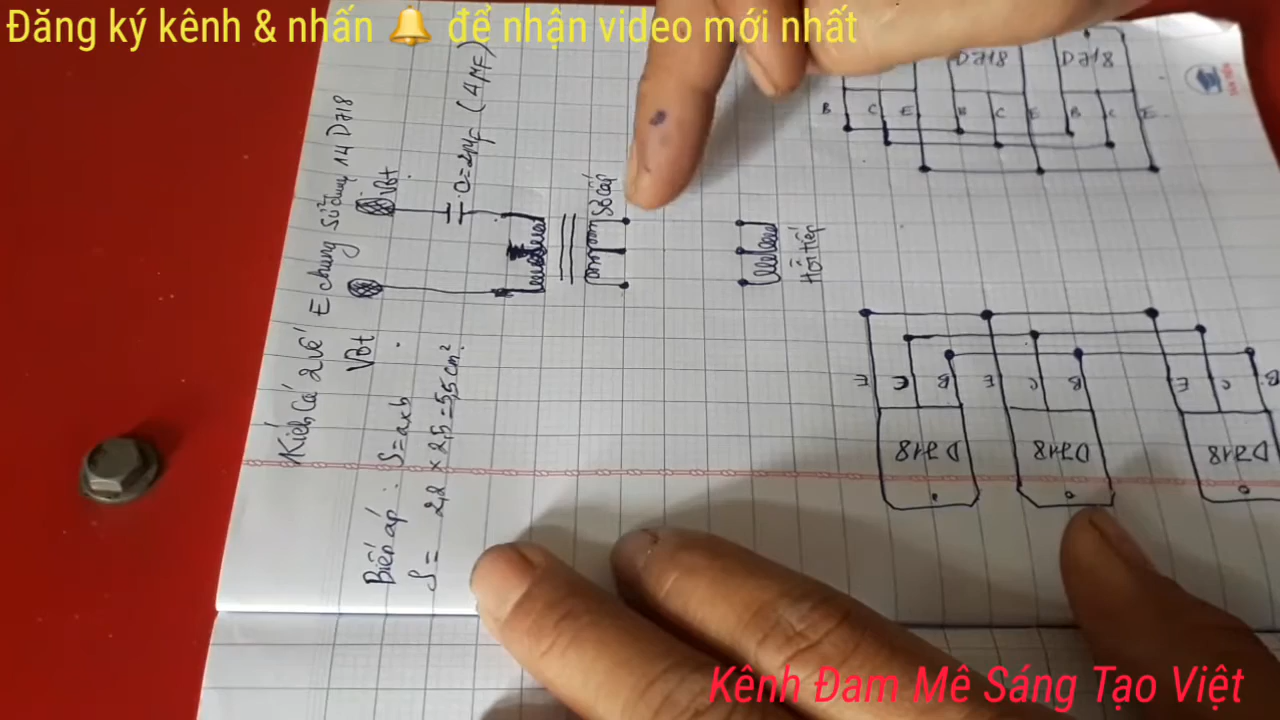 Đăng ký kênh & nhấn 🔔 để nhận video mới nhất
Kích Cá 2 vế E chung sử dụng 14 D718
VBt
VBt
C=2μF (4μF)
Biến áp : S=axb
S = 2,2 x 2,5 = 5,5 cm²
Sơ cấp
Hồi tiếp
D718 D718
B C E B C E B C E
E C B E C B E C B
D718 D718 D718
Kênh Đam Mê Sáng Tạo Việt